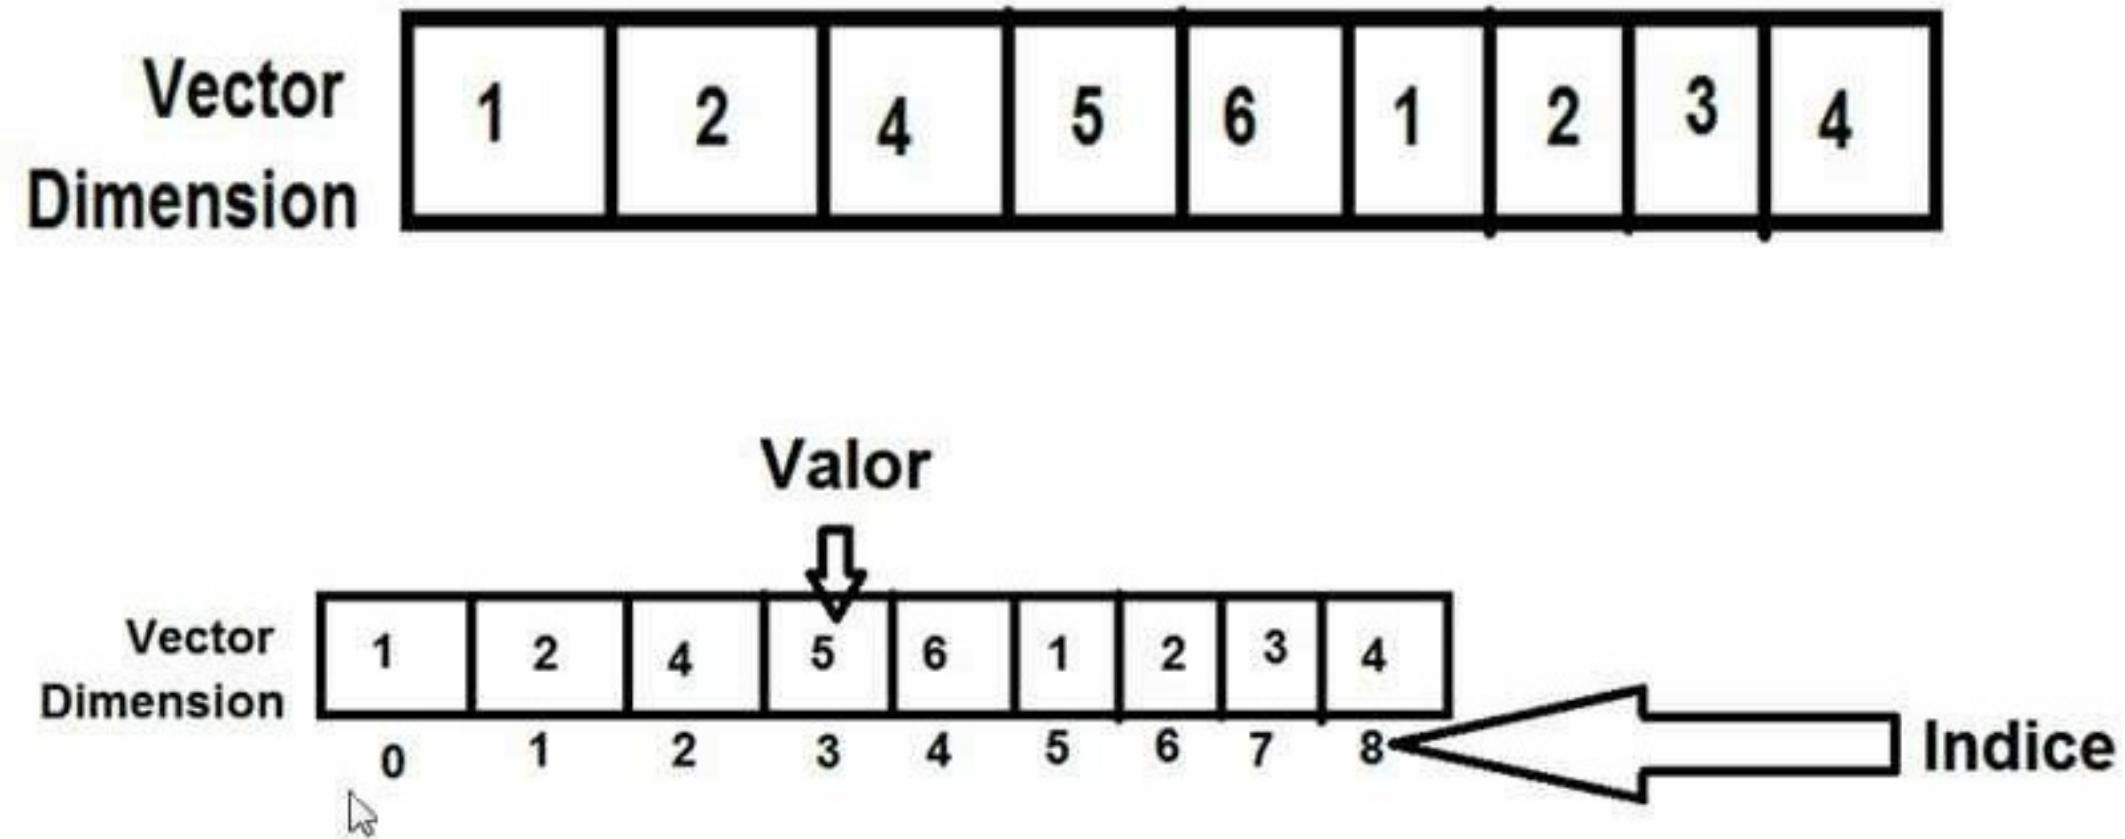 Vector
Dimension
1 2 4 5 6 1 2 3 4
Valor
Vector
Dimension
1 2 4 5 6 1 2 3 4
0 1 2 3 4 5 6 7 8
Indice